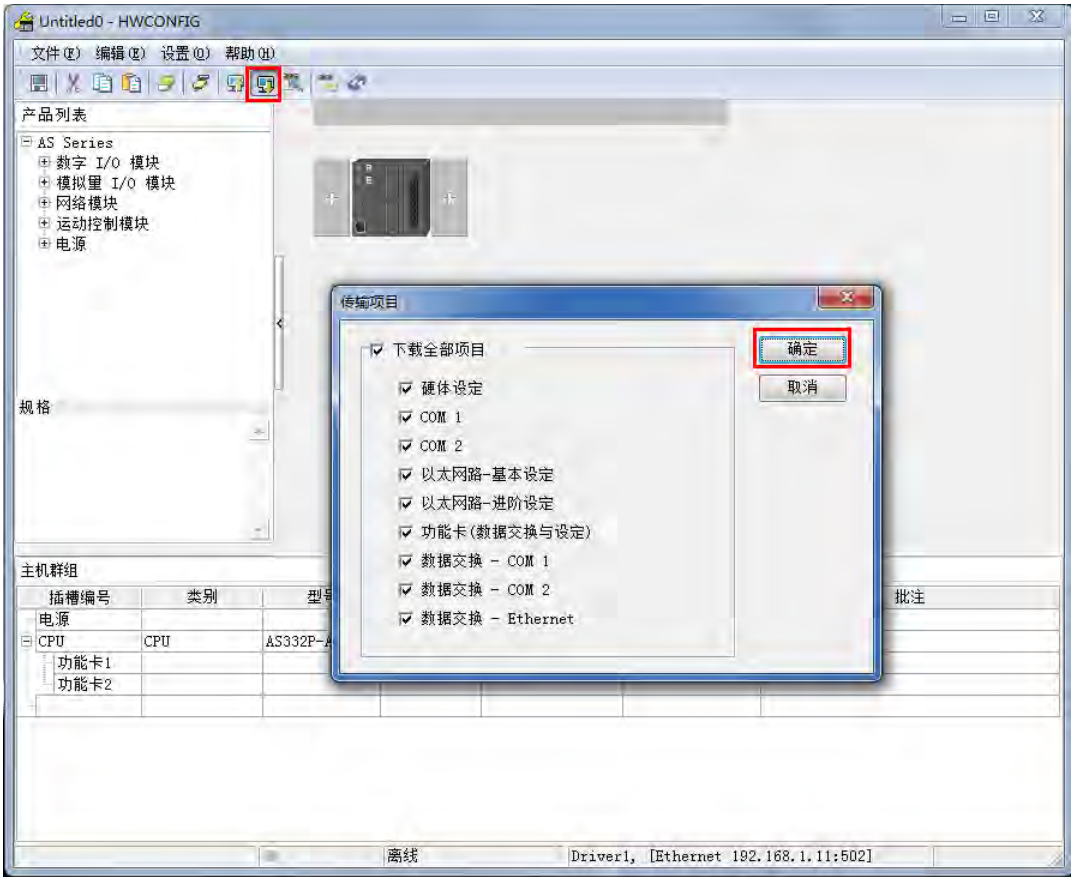 Untitled0 - HWCONFIG
文件(F) 编辑(E) 设置(O) 帮助(H)
产品列表
AS Series
数字 I/O 模块
模拟量 I/O 模块
网络模块
运动控制模块
电源
规格
传输项目
下载全部项目
硬体设定
COM 1
COM 2
以太网路-基本设定
以太网路-进阶设定
功能卡(数据交换与设定)
数据交换 - COM 1
数据交换 - COM 2
数据交换 - Ethernet
确定
取消
主机群组
插槽编号 类别 型号 批注
电源
CPU CPU AS332P-A
功能卡1
功能卡2
离线 Driver1, [Ethernet 192.168.1.11:502]